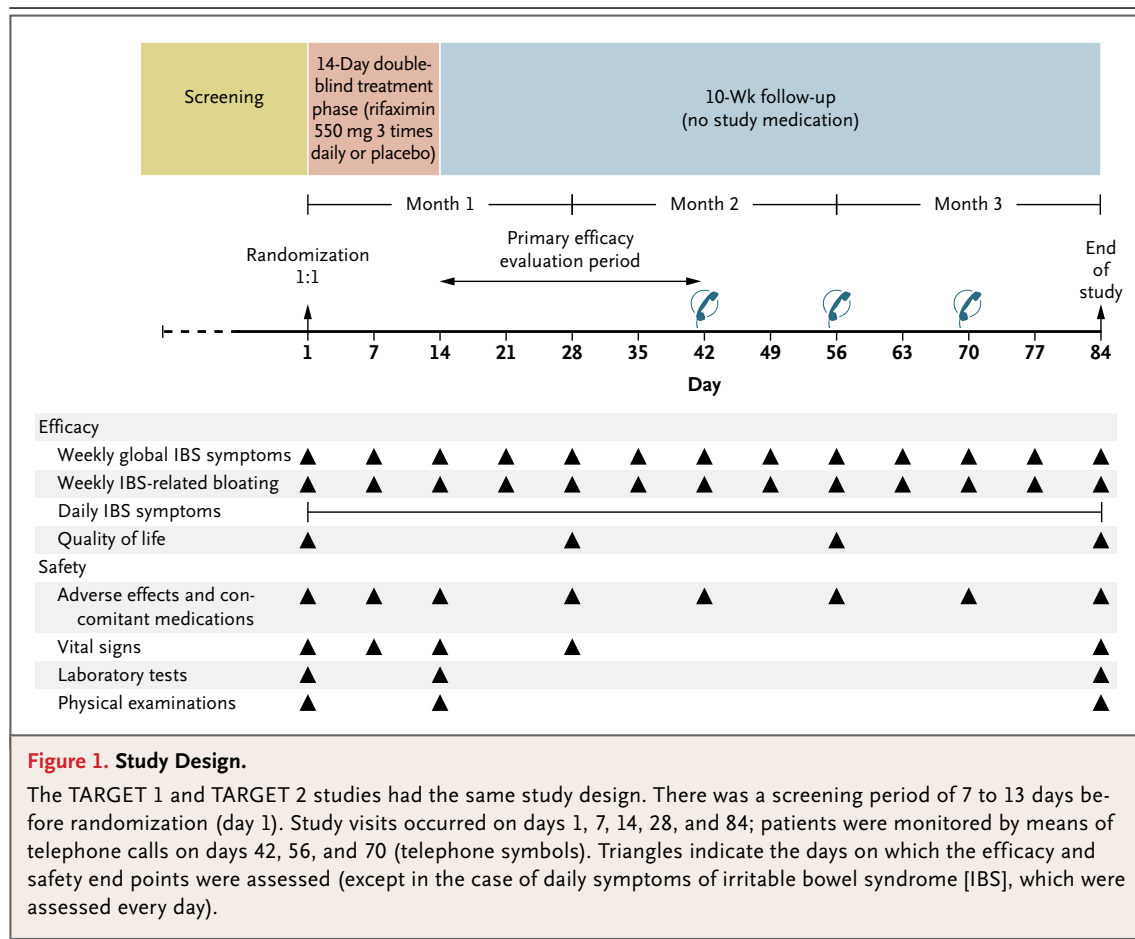 Screening
14-Day double-
blind treatment
phase (rifaximin
550 mg 3 times
daily or placebo)
10-Wk follow-up
(no study medication)
Month 1
Month 2
Month 3
Randomization
1:1
Primary efficacy
evaluation period
End
of
study
1 7 14 21 28 35 42 49 56 63 70 77 84
Day
Efficacy
Weekly global IBS symptoms
Weekly IBS-related bloating
Daily IBS symptoms
Quality of life
Safety
Adverse effects and con-
comitant medications
Vital signs
Laboratory tests
Physical examinations
Figure 1. Study Design.
The TARGET 1 and TARGET 2 studies had the same study design. There was a screening period of 7 to 13 days be-
fore randomization (day 1). Study visits occurred on days 1, 7, 14, 28, and 84; patients were monitored by means of
telephone calls on days 42, 56, and 70 (telephone symbols). Triangles indicate the days on which the efficacy and
safety end points were assessed (except in the case of daily symptoms of irritable bowel syndrome [IBS], which were
assessed every day).